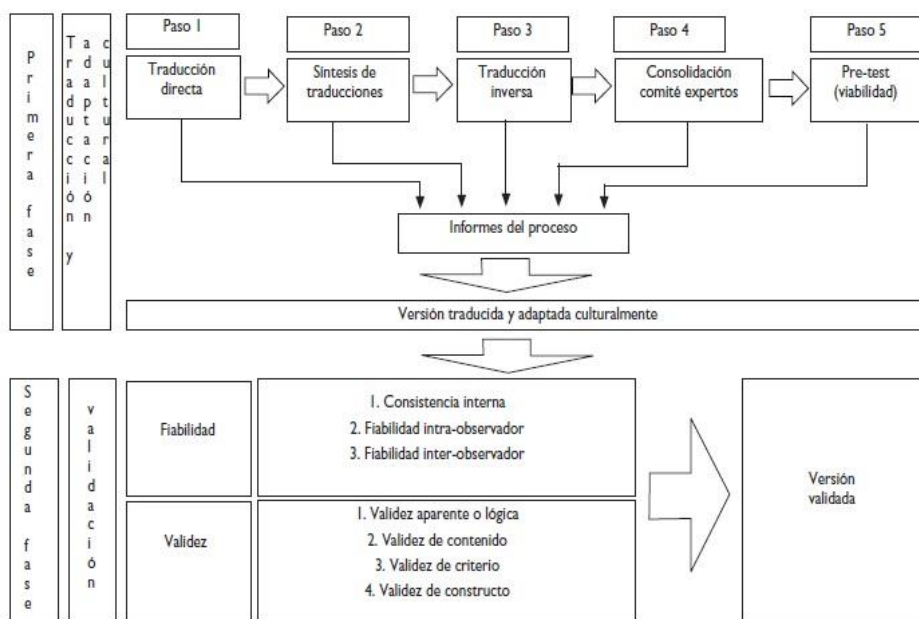 Primera fase
Traducción y
adaptación
cultural
Paso 1
Paso 2
Paso 3
Paso 4
Paso 5
Traducción
directa
Síntesis de
traducciones
Traducción
inversa
Consolidación
comité expertos
Pre-test
(viabilidad)
Informes del proceso
Versión traducida y adaptada culturalmente
Segunda fase
validación
Fiabilidad
1. Consistencia interna
2. Fiabilidad intra-observador
3. Fiabilidad inter-observador
Validez
1. Validez aparente o lógica
2. Validez de contenido
3. Validez de criterio
4. Validez de constructo
Versión
validada